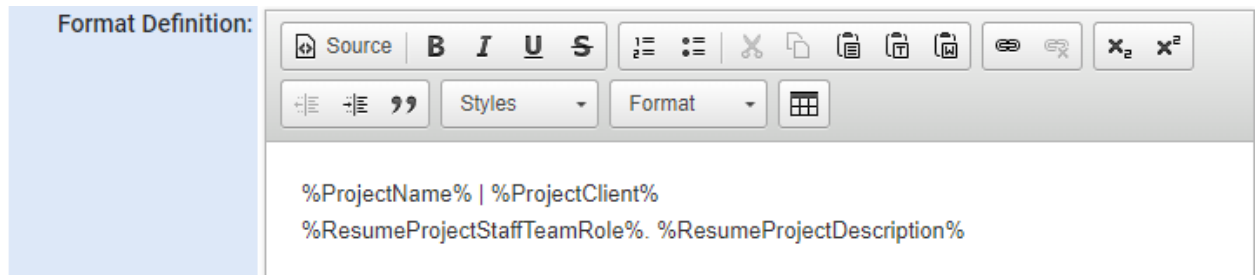 Format Definition:
Source B I U S
Styles Format
%ProjectName% | %ProjectClient%
%ResumeProjectStaffTeamRole%. %ResumeProjectDescription%